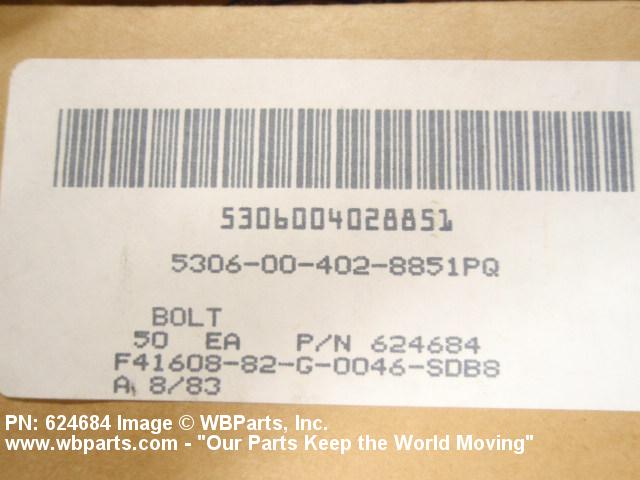 5306004028851
5306-00-402-8851PQ
BOLT
50 EA P/N 624684
F41608-82-G-0046-SDB8
A 8/83
PN: 624684 Image © WBParts, Inc.
www.wbparts.com - "Our Parts Keep the World Moving"